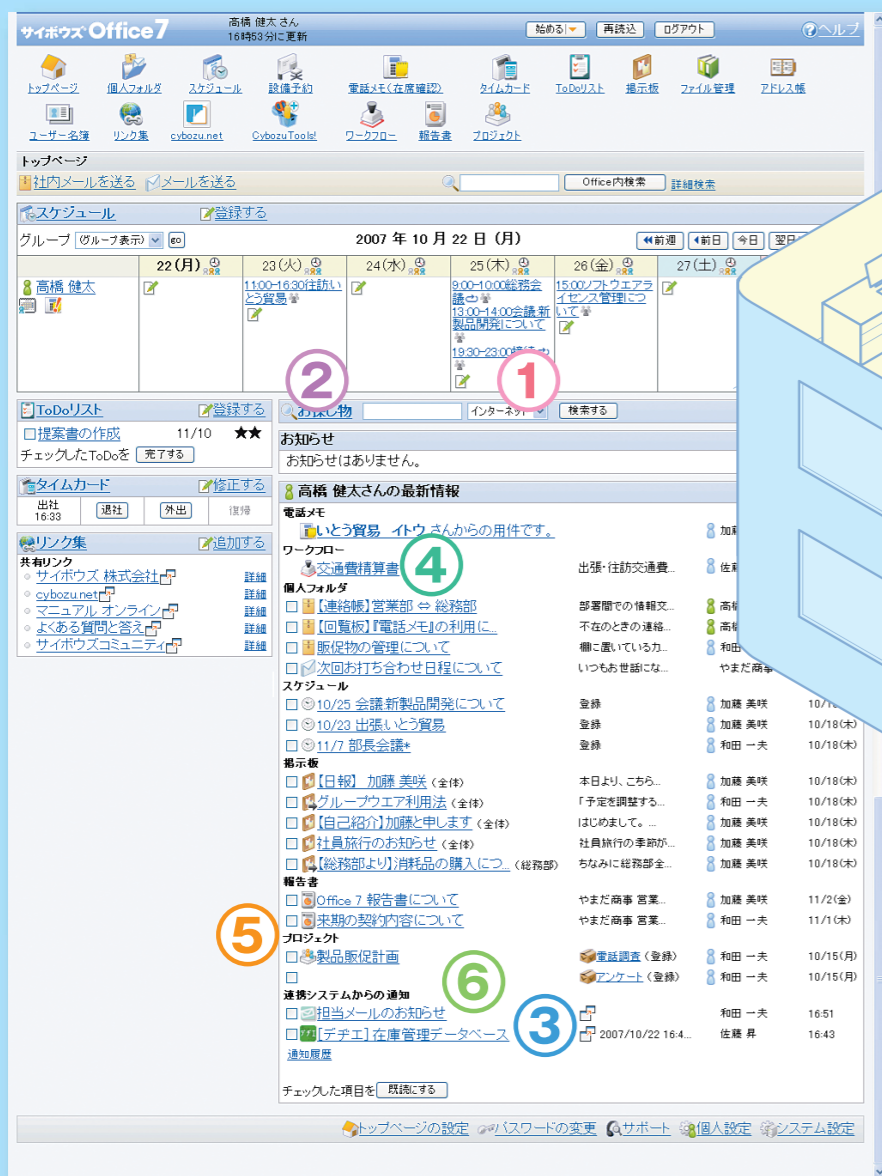 サイボウズ Office 7
高橋 健太 さん
16時53分に更新
始める 再読込 ログアウト
ヘルプ
トップページ 個人フォルダ スケジュール 設備予約 電話メモ(在席確認) タイムカード ToDoリスト 掲示板 ファイル管理 アドレス帳
ユーザー名簿 リンク集 cybozu.net CybozuTools! ワークフロー 報告書 プロジェクト
トップページ
社内メールを送る メールを送る Office内検索 詳細検索
スケジュール 登録する
グループ (グループ表示) go 2007 年 10 月 22 日 (月) 前週 前日 今日
22(月) 23(火) 24(水) 25(木) 26(金) 27(土)
高橋 健太
11:00-16:30往訪:いとう貿易
9:00-10:00総務会議
13:00-14:00会議:新製品開発について
19:30-23:00
15:00ソフトウエアライセンス管理について
② ①
ToDoリスト 登録する
提案書の作成 11/10 ★★
チェックしたToDoを 完了する
タイムカード 修正する
出社 16:33 退社 外出 復帰
リンク集 追加する
共有リンク
サイボウズ 株式会社 詳細
cybozu.net 詳細
マニュアル オンライン 詳細
よくある質問と答え 詳細
サイボウズコミュニティ 詳細
お探し物 インターネット 検索する
お知らせ
お知らせはありません。
高橋 健太さんの最新情報
電話メモ
いとう貿易 イトウ さんからの用件です。
ワークフロー
交通費精算書 ④ 出張・往訪交通費...
個人フォルダ
【連絡帳】営業部 ⇔ 総務部 部署間での情報交...
【回覧板】『電話メモ』の利用に... 不在のときの連絡...
販促物の管理について 棚に置いているカ... 和田
次回お打ち合わせ日程について いつもお世話にな... やまだ商事
スケジュール
10/25 会議:新製品開発について 登録 加藤 美咲
10/23 出張:いとう貿易 登録 加藤 美咲 10/18(木)
11/7 部長会議* 登録 和田 一夫 10/18(木)
掲示板
【日報】 加藤 美咲 (全体) 本日より、こちら... 加藤 美咲 10/18(木)
グループウエア利用法 (全体) 「予定を調整する... 和田 一夫 10/18(木)
【自己紹介】加藤と申します (全体) はじめまして。... 加藤 美咲 10/18(木)
社員旅行のお知らせ (全体) 社員旅行の季節が... 加藤 美咲 10/18(木)
【総務部より】消耗品の購入につ... (総務部) ちなみに総務部全... 加藤 美咲 10/18(木)
報告書
Office 7 報告書について やまだ商事 営業... 加藤 美咲 11/2(金)
⑤ 来期の契約内容について やまだ商事 営業... 和田 一夫 11/1(木)
プロジェクト
製品販促計画 電話調査 (登録) 和田 一夫 10/15(月)
⑥ アンケート (登録) 和田 一夫 10/15(月)
連携システムからの通知
担当メールのお知らせ 和田 一夫 16:51
[デヂエ] 在庫管理データベース ③ 2007/10/22 16:4... 佐藤 昇 16:43
通知履歴
チェックした項目を 既読にする
トップページの設定 パスワードの変更 サポート 個人設定 システム設定